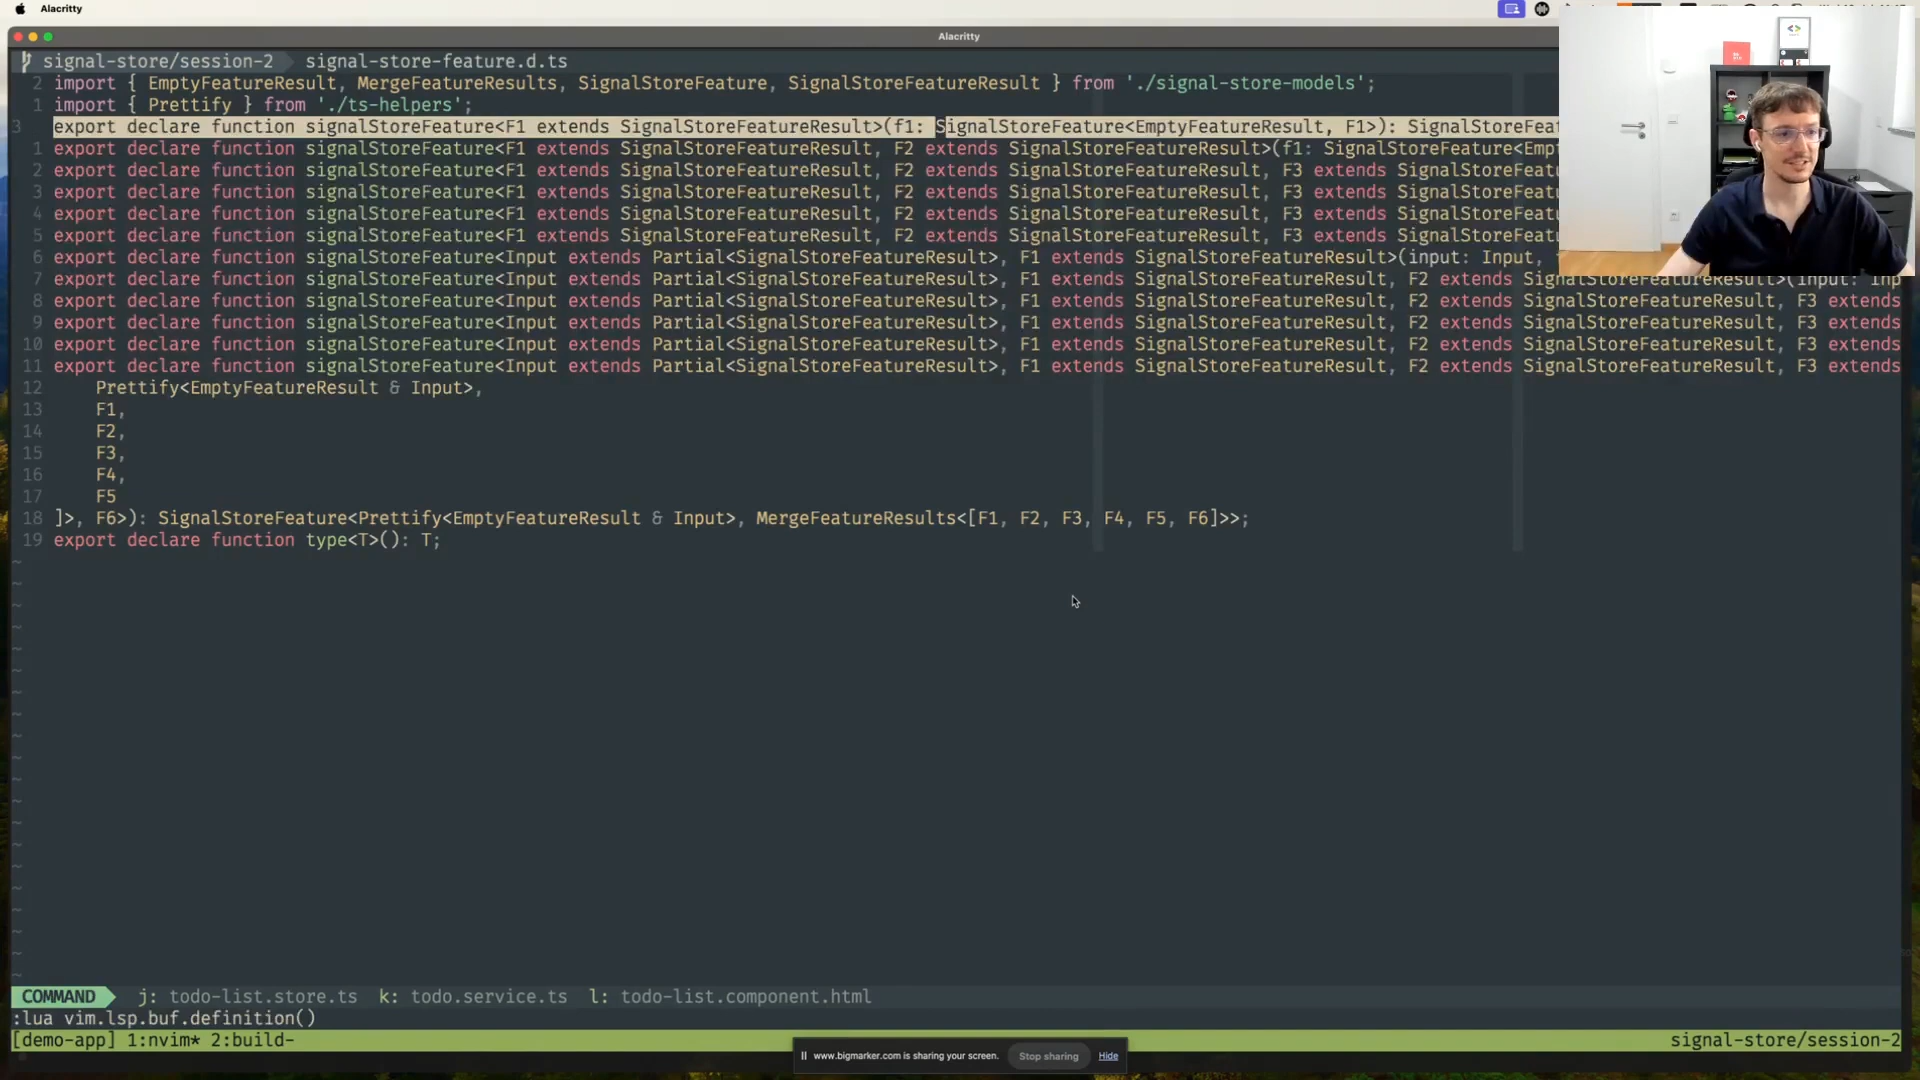 Alacritty
Alacritty
signal-store/session-2 signal-store-feature.d.ts
2 import { EmptyFeatureResult, MergeFeatureResults, SignalStoreFeature, SignalStoreFeatureResult } from './signal-store-models';
1 import { Prettify } from './ts-helpers';
3 export declare function signalStoreFeature<F1 extends SignalStoreFeatureResult>(f1: SignalStoreFeature<EmptyFeatureResult, F1>): SignalStoreFea
1 export declare function signalStoreFeature<F1 extends SignalStoreFeatureResult, F2 extends SignalStoreFeatureResult>(f1: SignalStoreFeature<Emp
2 export declare function signalStoreFeature<F1 extends SignalStoreFeatureResult, F2 extends SignalStoreFeatureResult, F3 extends SignalStoreFeat
3 export declare function signalStoreFeature<F1 extends SignalStoreFeatureResult, F2 extends SignalStoreFeatureResult, F3 extends SignalStoreFeat
4 export declare function signalStoreFeature<F1 extends SignalStoreFeatureResult, F2 extends SignalStoreFeatureResult, F3 extends SignalStoreFeat
5 export declare function signalStoreFeature<F1 extends SignalStoreFeatureResult, F2 extends SignalStoreFeatureResult, F3 extends SignalStoreFeat
6 export declare function signalStoreFeature<Input extends Partial<SignalStoreFeatureResult>, F1 extends SignalStoreFeatureResult>(input: Input,
7 export declare function signalStoreFeature<Input extends Partial<SignalStoreFeatureResult>, F1 extends SignalStoreFeatureResult, F2 extends SignalStoreFeatureResult>(input: Inp
8 export declare function signalStoreFeature<Input extends Partial<SignalStoreFeatureResult>, F1 extends SignalStoreFeatureResult, F2 extends SignalStoreFeatureResult, F3 extends
9 export declare function signalStoreFeature<Input extends Partial<SignalStoreFeatureResult>, F1 extends SignalStoreFeatureResult, F2 extends SignalStoreFeatureResult, F3 extends
10 export declare function signalStoreFeature<Input extends Partial<SignalStoreFeatureResult>, F1 extends SignalStoreFeatureResult, F2 extends SignalStoreFeatureResult, F3 extends
11 export declare function signalStoreFeature<Input extends Partial<SignalStoreFeatureResult>, F1 extends SignalStoreFeatureResult, F2 extends SignalStoreFeatureResult, F3 extends
12 Prettify<EmptyFeatureResult & Input>,
13 F1,
14 F2,
15 F3,
16 F4,
17 F5
18 ]>, F6>): SignalStoreFeature<Prettify<EmptyFeatureResult & Input>, MergeFeatureResults<[F1, F2, F3, F4, F5, F6]>>;
19 export declare function type<T>(): T;
COMMAND j: todo-list.store.ts k: todo.service.ts l: todo-list.component.html
:lua vim.lsp.buf.definition()
[demo-app] 1:nvim* 2:build- signal-store/session-2
www.bigmarker.com is sharing your screen. Stop sharing Hide